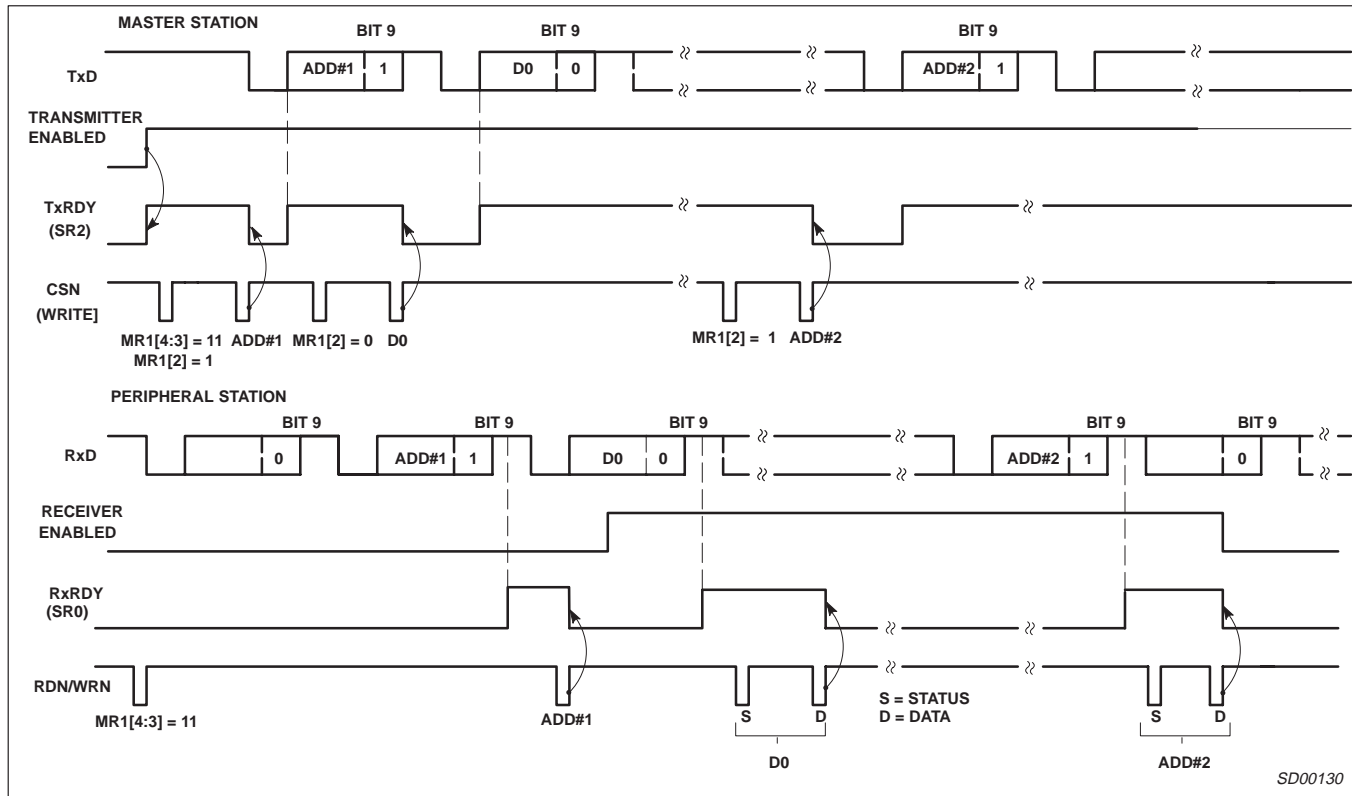 MASTER STATION
BIT 9 BIT 9 BIT 9
TxD ADD#1 1 D0 0 ADD#2 1
TRANSMITTER
ENABLED
TxRDY
(SR2)
CSN
(WRITE]
MR1[4:3] = 11 ADD#1 MR1[2] = 0 D0 MR1[2] = 1 ADD#2
MR1[2] = 1
PERIPHERAL STATION
BIT 9 BIT 9 BIT 9 BIT 9 BIT 9
RxD 0 ADD#1 1 D0 0 ADD#2 1 0
RECEIVER
ENABLED
RxRDY
(SR0)
RDN/WRN
MR1[4:3] = 11 ADD#1 S D S = STATUS S D
D = DATA
D0 ADD#2
SD00130